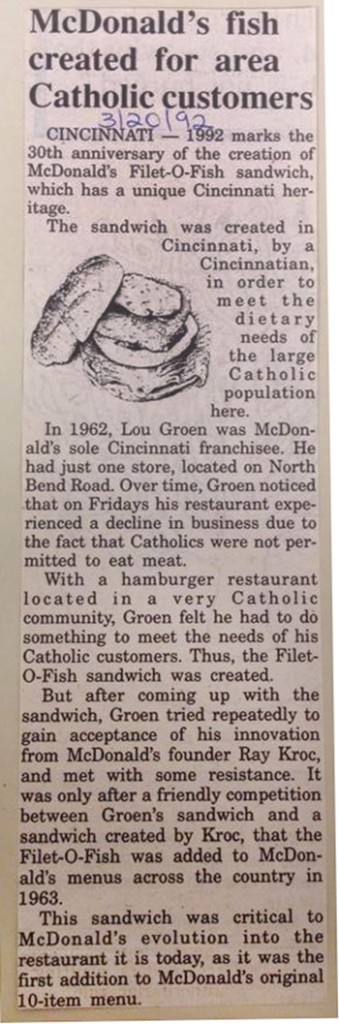 McDonald's fish
created for area
Catholic customers
3/20/92
CINCINNATI — 1992 marks the
30th anniversary of the creation of
McDonald's Filet-O-Fish sandwich,
which has a unique Cincinnati her-
itage.
The sandwich was created in
Cincinnati, by a
Cincinnatian,
in order to
meet the
dietary
needs of
the large
Catholic
population
here.
In 1962, Lou Groen was McDon-
ald's sole Cincinnati franchisee. He
had just one store, located on North
Bend Road. Over time, Groen noticed
that on Fridays his restaurant expe-
rienced a decline in business due to
the fact that Catholics were not per-
mitted to eat meat.
With a hamburger restaurant
located in a very Catholic
community, Groen felt he had to do
something to meet the needs of his
Catholic customers. Thus, the Filet-
O-Fish sandwich was created.
But after coming up with the
sandwich, Groen tried repeatedly to
gain acceptance of his innovation
from McDonald's founder Ray Kroc,
and met with some resistance. It
was only after a friendly competition
between Groen's sandwich and a
sandwich created by Kroc, that the
Filet-O-Fish was added to McDon-
ald's menus across the country in
1963.
This sandwich was critical to
McDonald's evolution into the
restaurant it is today, as it was the
first addition to McDonald's original
10-item menu.